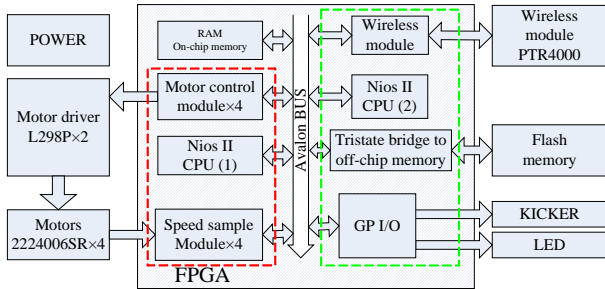 POWER
RAM
On-chip memory
Wireless
module
Wireless
module
PTR4000
Motor driver
L298P×2
Motor control
module×4
Nios II
CPU (2)
Avalon BUS
Nios II
CPU (1)
Tristate bridge to
off-chip memory
Flash
memory
Motors
2224006SR×4
Speed sample
Module×4
GP I/O
KICKER
LED
FPGA